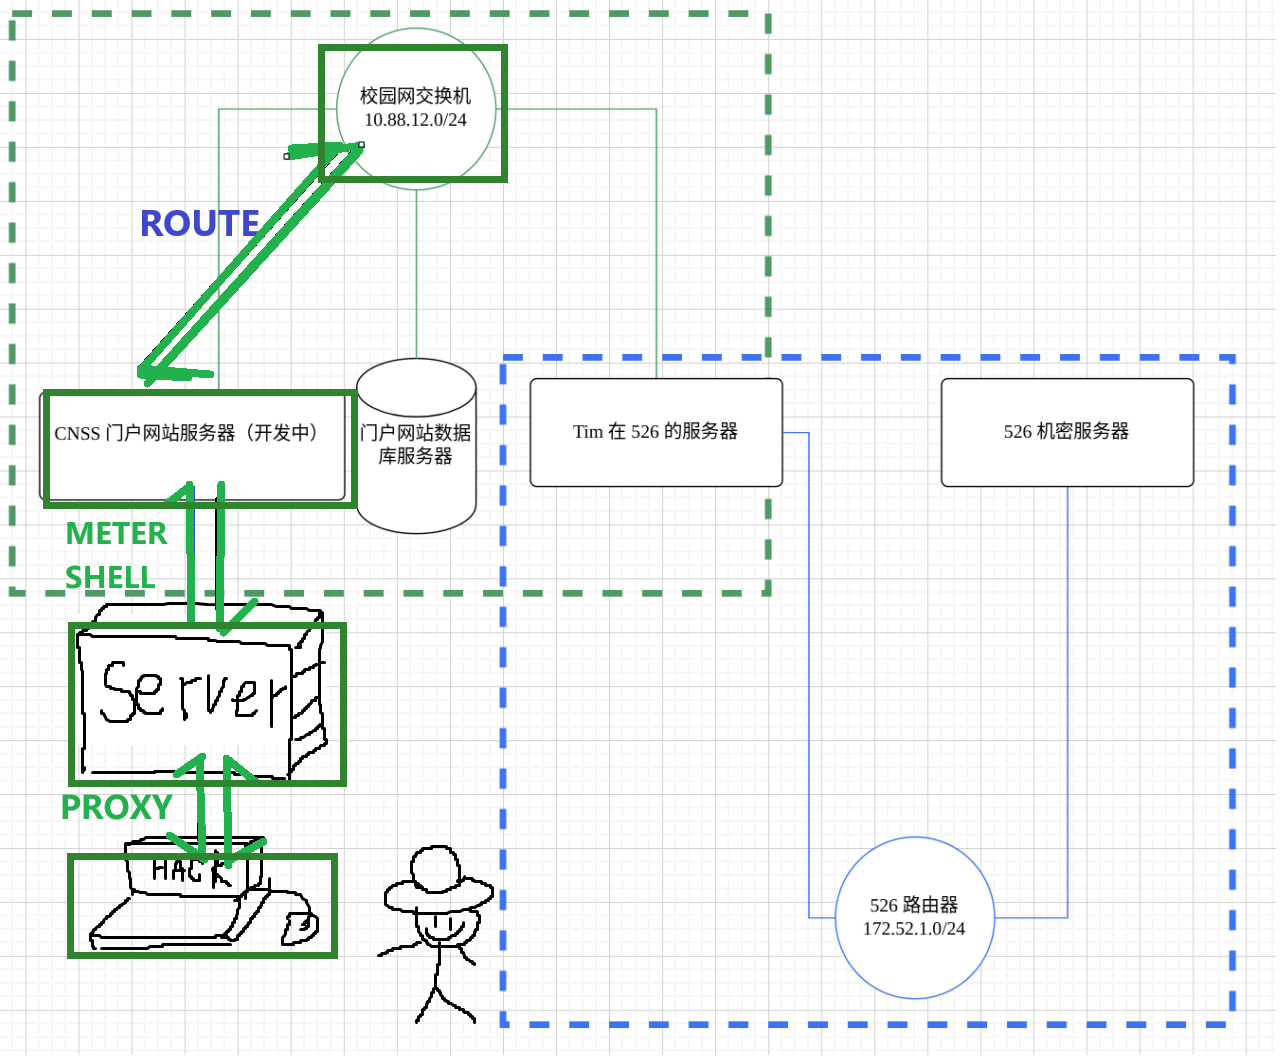 校园网交换机
10.88.12.0/24
ROUTE
CNSS 门户网站服务器（开发中）
门户网站数据
库服务器
Tim 在 526 的服务器
526 机密服务器
METER
SHELL
Server
PROXY
HACK
526 路由器
172.52.1.0/24